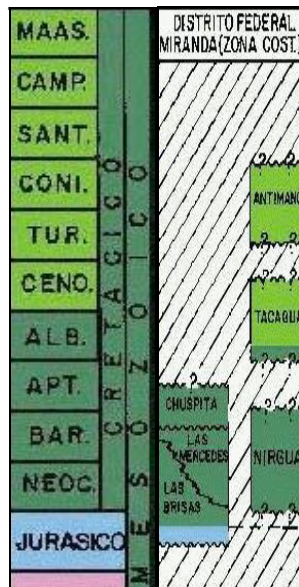 DISTRITO FEDERAL
MIRANDA(ZONA COST.)
MAAS.
CAMP.
SANT.
CONI.
TUR.
CENO.
ALB.
APT.
BAR.
NEOC.
JURASICO
CRETACICO
MESOZOICO
?
?
ANTIMANO
?
?
?
?
TACAGUA
?
?
?
CHUSPITA
LAS
MERCEDES
LAS
BRISAS
?
?
NIRGUA
?
?